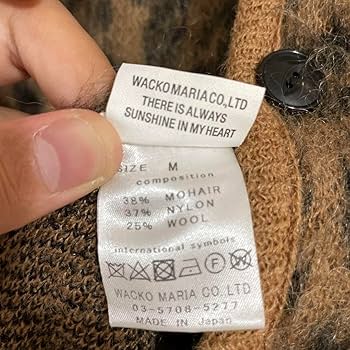 WACKO MARIA CO,.LTD
THERE IS ALWAYS
SUNSHINE IN MY HEART
SIZE M
composition
38% MOHAIR
37% NYLON
25% WOOL
international symbols
WACKO MARIA CO.LTD
03-5708-5277
MADE IN Japan